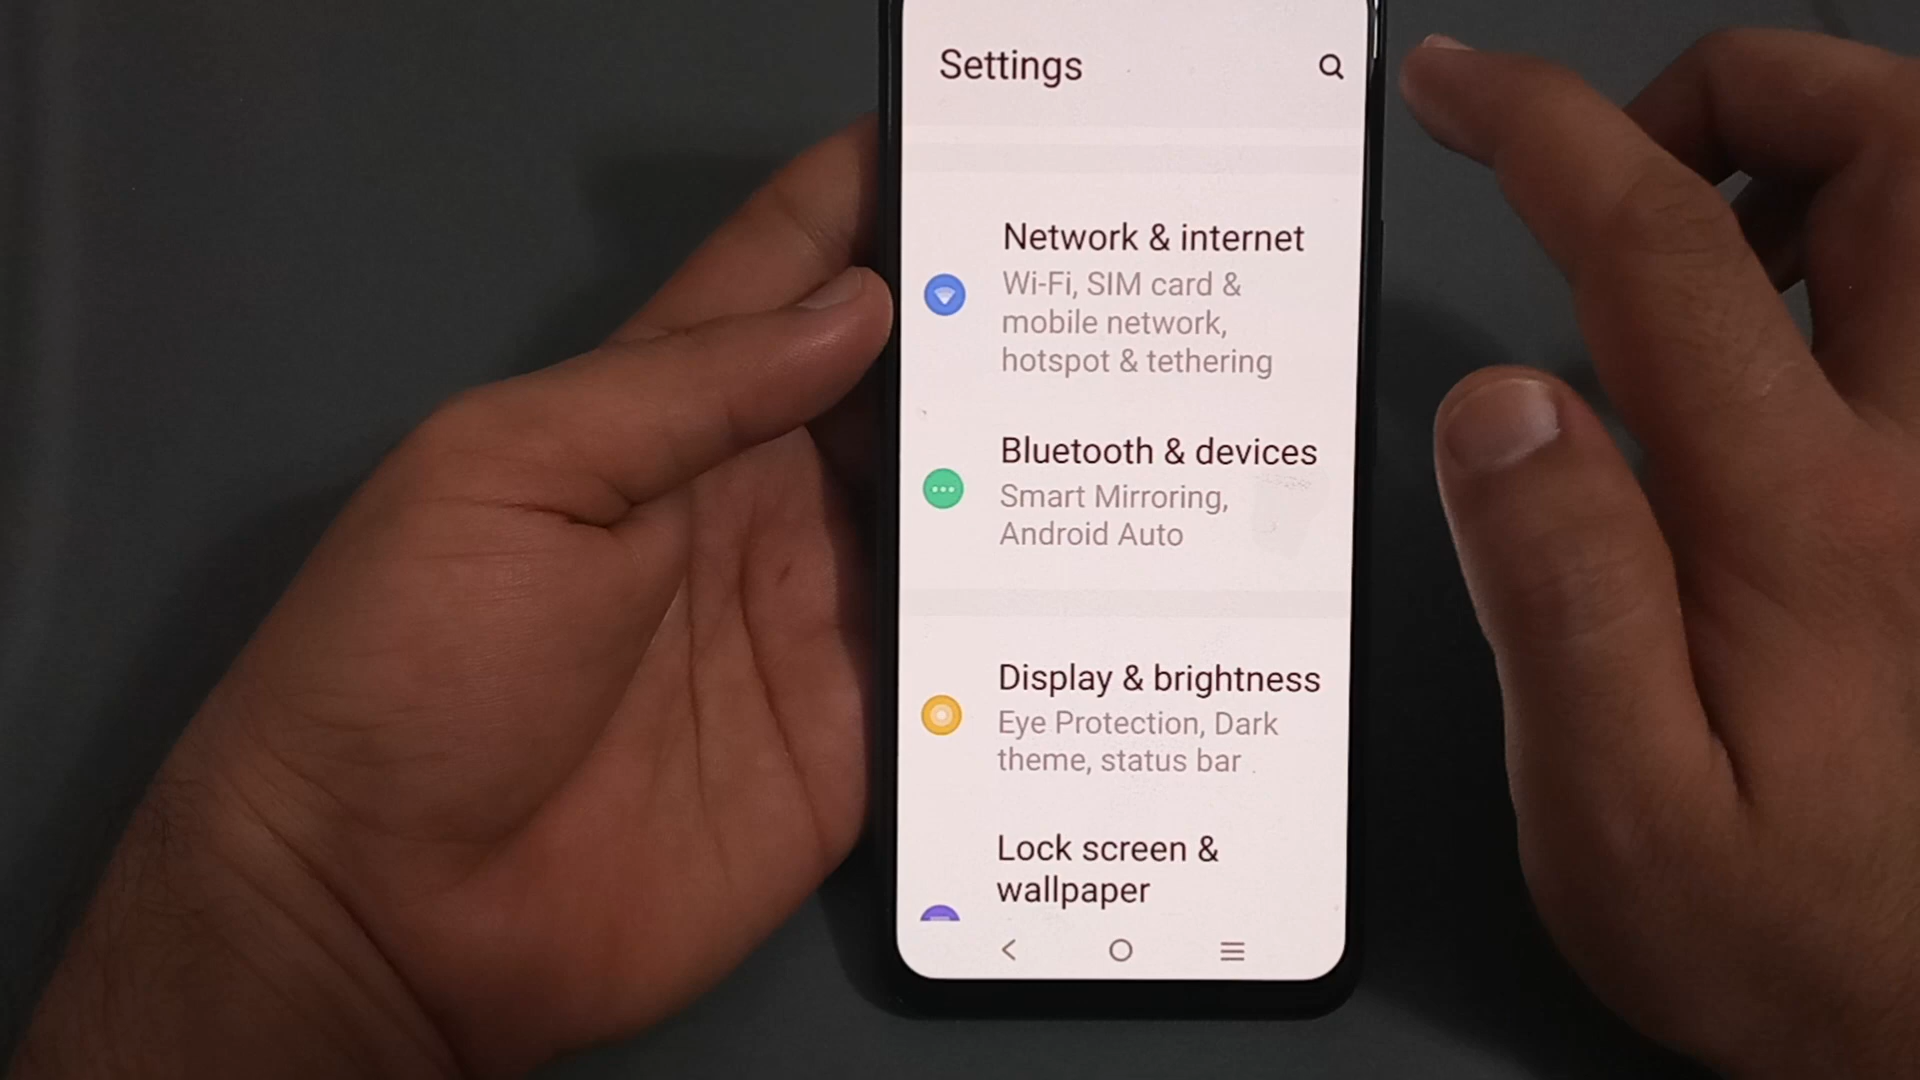 Settings
Network & internet
Wi-Fi, SIM card &
mobile network,
hotspot & tethering
Bluetooth & devices
Smart Mirroring,
Android Auto
Display & brightness
Eye Protection, Dark
theme, status bar
Lock screen &
wallpaper